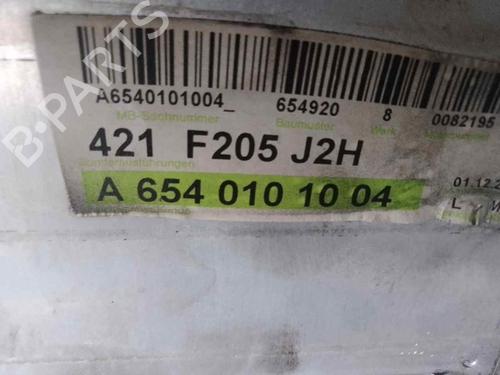 B-PARTS
A6540101004_ 654920 8 0082195
MB-Sachnummer Baumuster Werk
421 F205 J2H
Sonderausführungen
A 654 010 10 04
01.12.2
L